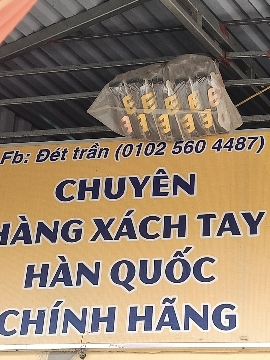 Fb: Đét trần (0102 560 4487)
CHUYÊN
HÀNG XÁCH TAY
HÀN QUỐC
CHÍNH HÃNG